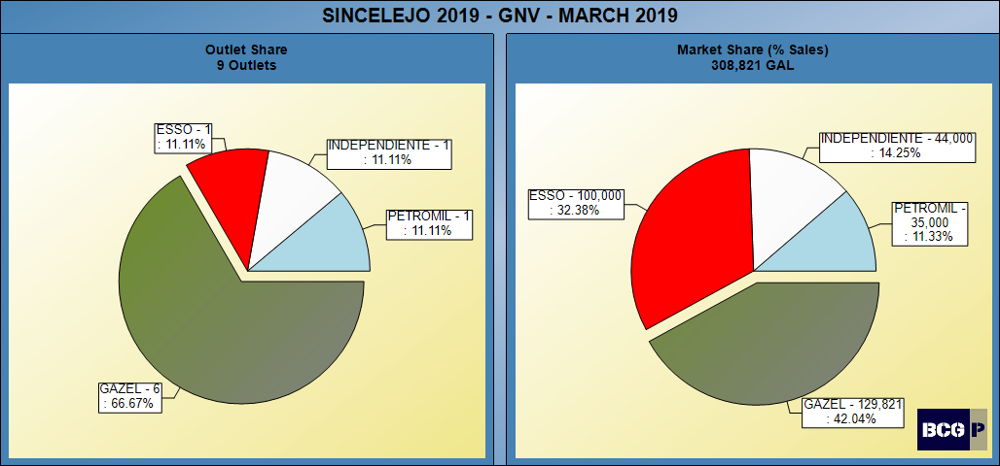 SINCELEJO 2019 - GNV - MARCH 2019
Outlet Share
9 Outlets
ESSO - 1
: 11.11%
INDEPENDIENTE - 1
: 11.11%
PETROMIL - 1
: 11.11%
GAZEL - 6
: 66.67%
Market Share (% Sales)
308,821 GAL
INDEPENDIENTE - 44,000
: 14.25%
ESSO - 100,000
: 32.38%
PETROMIL -
35,000
: 11.33%
GAZEL - 129,821
: 42.04%
BCG P